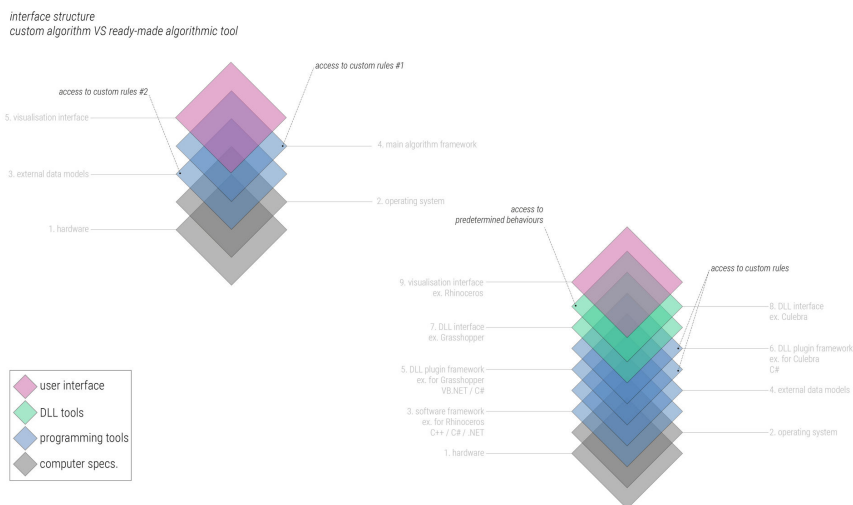 interface structure
custom algorithm VS ready-made algorithmic tool
access to custom rules #1
access to custom rules #2
5. visualisation interface
4. main algorithm framework
3. external data models
2. operating system
1. hardware
access to
predetermined behaviours
access to custom rules
9. visualisation interface
ex. Rhinoceros
8. DLL interface
ex. Culebra
7. DLL interface
ex. Grasshopper
6. DLL plugin framework
ex. for Culebra
C#
5. DLL plugin framework
ex. for Grasshopper
VB.NET / C#
4. external data models
3. software framework
ex. for Rhinoceros
C++ / C# / .NET
2. operating system
1. hardware
user interface
DLL tools
programming tools
computer specs.